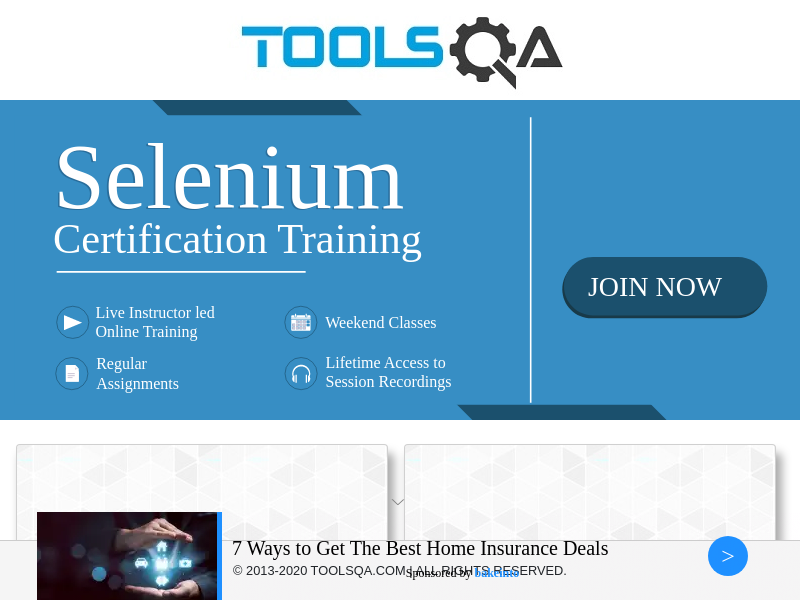 TOOLSQA
Selenium
Certification Training
JOIN NOW
Live Instructor led
Online Training
Weekend Classes
Regular
Assignments
Lifetime Access to
Session Recordings
7 Ways to Get The Best Home Insurance Deals
>
© 2013-2020 TOOLSQA.COM | ALL RIGHTS RESERVED.
Sponsored by